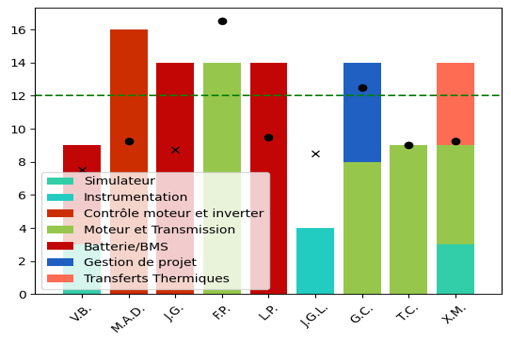 16
14
12
10
8
6
4
2
0
Simulateur
Instrumentation
Contrôle moteur et inverter
Moteur et Transmission
Batterie/BMS
Gestion de projet
Transferts Thermiques
V.B. M.A.D. J.G. F.P. L.P. J.G.L. G.C. T.C. X.M.